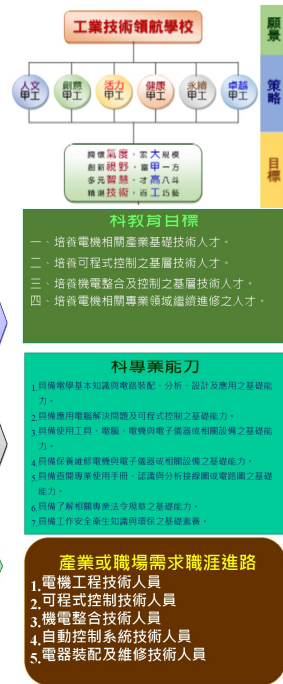 工業技術領航學校
願景
人文甲工
創意甲工
活力甲工
健康甲工
永續甲工
卓越甲工
策略
開懷氣度．宏大規模
創新視野．富甲一方
多元智慧．才高八斗
精湛技術．百工巧藝
目標
科教育目標
一、培養電機相關產業基礎技術人才。
二、培養可程式控制之基層技術人才。
三、培養機電整合及控制之基層技術人才。
四、培養電機相關專業領域繼續進修之人才。
科專業能力
1.具備電學基本知識與電路裝配、分析、設計及應用之基礎能
力。
2.具備應用電腦解決問題及可程式控制之基礎能力。
3.具備使用工具、電腦、電機與電子儀器或相關設備之基礎能
力。
4.具備保養維修電機與電子儀器或相關設備之基礎能力。
5.具備查閱專業使用手冊、認識與分析接線圖或電路圖之基礎
能力。
6.具備了解相關專業法令規章之基礎能力。
7.具備工作安全衛生知識與環保之基礎素養。
產業或職場需求職涯進路
1.電機工程技術人員
2.可程式控制技術人員
3.機電整合技術人員
4.自動控制系統技術人員
5.電器裝配及維修技術人員